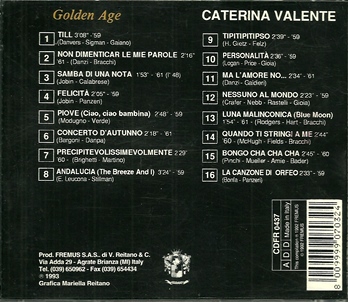 Golden Age
CATERINA VALENTE
1 TILL 3'08" -'59
(Danvers - Sigman - Gaiano)
2 NON DIMENTICAR LE MIE PAROLE 2'16"
'61 - (Danzi - Bracchi)
3 SAMBA DI UNA NOTA 1'53" -'61 (I° 48)
(Jobin - Calabrese)
4 FELICITÀ 2'05" -'59
(Jobin - Panzeri)
5 PIOVE (Ciao, ciao bambina) 2'48" -'59
(Modugno - Verde)
6 CONCERTO D'AUTUNNO 2'18" -'61
(Bargoni - Danpa)
7 PRECIPITEVOLISSIMEVOLMENTE 2'29"
'60 - (Brighetti - Martino)
8 ANDALUCIA (The Breeze And I)
(E. Leucona - Stillman) 3'24" -'59
9 TIPITIPITIPSO 2'39" -'59
(H. Gietz - Felz)
10 PERSONALITÀ 2'36" -'59
(Logan - Price - Gioia)
11 MA L'AMORE NO... 2'34" -'61
(Danzi - Galdieri)
12 NESSUNO AL MONDO 2'23" -'59
(Crafer - Nebb - Rastelli - Gioia)
13 LUNA MALINCONICA (Blue Moon)
1'54" -'61 - (Rodgers - Hart - Bracchi)
14 QUANDO TI STRINGI A ME 2'44"
'60" - (McHugh - Fields - Bracchi)
15 BONGO CHA CHA CHA 2'45" -'60
(Pinchi - Mueller - Amie - Bader)
16 LA CANZONE DI ORFEO 2'33" -'59
(Bonfa - Panzeri)
Prod. FREMUS S.A.S. di V. Reitano & C.
Via Adda 29 - Agrate Brianza (MI) Italy
Tel. (039) 650962 - Fax (039) 654434
℗ 1993
Grafica Mariella Reitano
CDFR 0437
A D D Made in Italy
8 009999 070324